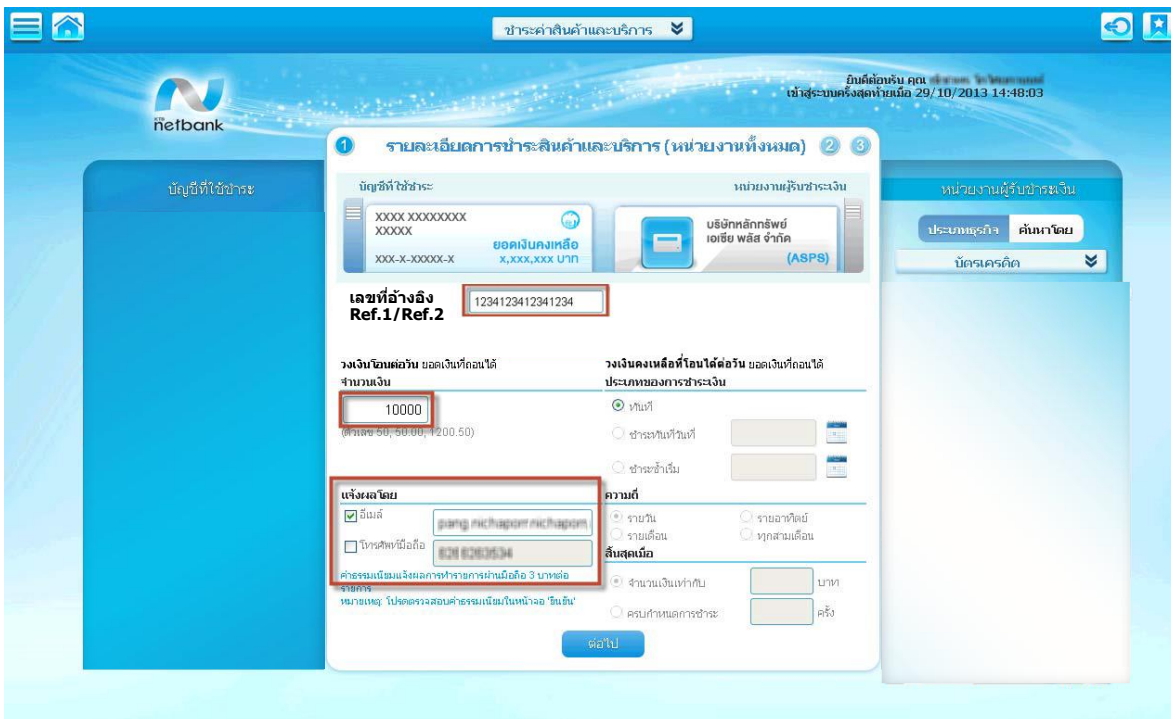 ชำระค่าสินค้าและบริการ
KTB
netbank
ยินดีต้อนรับ คุณ
เข้าสู่ระบบครั้งสุดท้ายเมื่อ 29/10/2013 14:48:03
1 รายละเอียดการชำระสินค้าและบริการ (หน่วยงานทั้งหมด) 2 3
บัญชีที่ใช้ชำระ
บัญชีที่ใช้ชำระ
หน่วยงานผู้รับชำระเงิน
หน่วยงานผู้รับชำระเงิน
XXXX XXXXXXXX
XXXXX
ยอดเงินคงเหลือ
XXX-X-XXXXX-X x,xxx,xxx บาท
บริษัทหลักทรัพย์
เอเซีย พลัส จำกัด
(ASPS)
ประเภทธุรกิจ ค้นหาโดย
บัตรเครดิต
เลขที่อ้างอิง
Ref.1/Ref.2
1234123412341234
วงเงินโอนต่อวัน ยอดเงินที่ถอนได้
จำนวนเงิน
10000
(ตัวเลข 50, 50.00, 1200.50)
วงเงินคงเหลือที่โอนได้ต่อวัน ยอดเงินที่ถอนได้
ประเภทของการชำระเงิน
ทันที
ชำระทันทีวันที่
ชำระซ้ำเริ่ม
แจ้งผลโดย
อีเมล์
โทรศัพท์มือถือ
ค่าธรรมเนียมแจ้งผลการทำรายการผ่านมือถือ 3 บาทต่อ
รายการ
หมายเหตุ: โปรดตรวจสอบค่าธรรมเนียมในหน้าจอ 'ยืนยัน'
ความถี่
รายวัน รายอาทิตย์
รายเดือน ทุกสามเดือน
สิ้นสุดเมื่อ
จำนวนเงินเท่ากับ บาท
ครบกำหนดการชำระ ครั้ง
ต่อไป